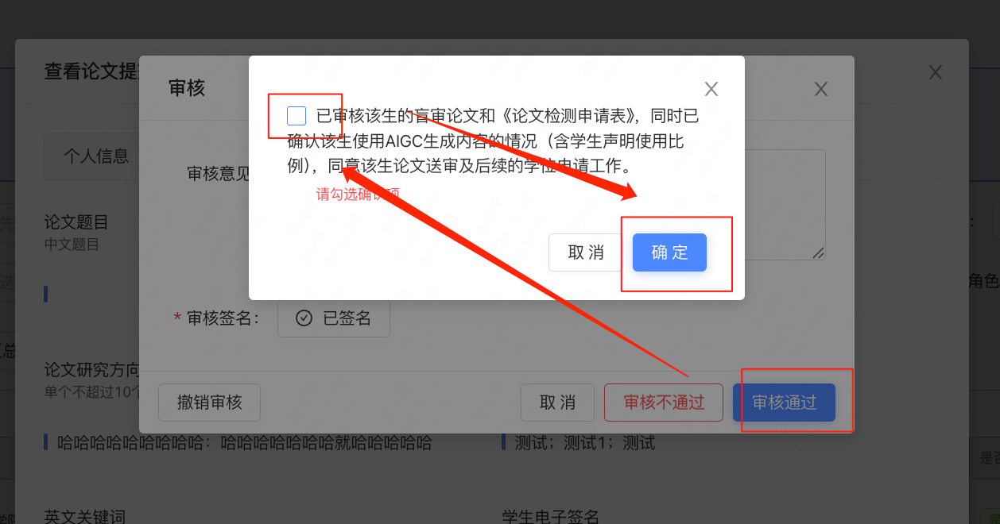 查看论文提
审核
已审核该生的盲审论文和《论文检测申请表》，同时已
确认该生使用AIGC生成内容的情况（含学生声明使用比
例），同意该生论文送审及后续的学位申请工作。
请勾选确认项
个人信息
审核意见
取 消
确 定
论文题目
中文题目
角色
* 审核签名：
已签名
论文研究方向
单个不超过10个
撤销审核
取 消
审核不通过
审核通过
哈哈哈哈哈哈哈哈哈：哈哈哈哈哈哈哈就哈哈哈哈哈
测试；测试1；测试
是否
英文关键词
学生电子签名